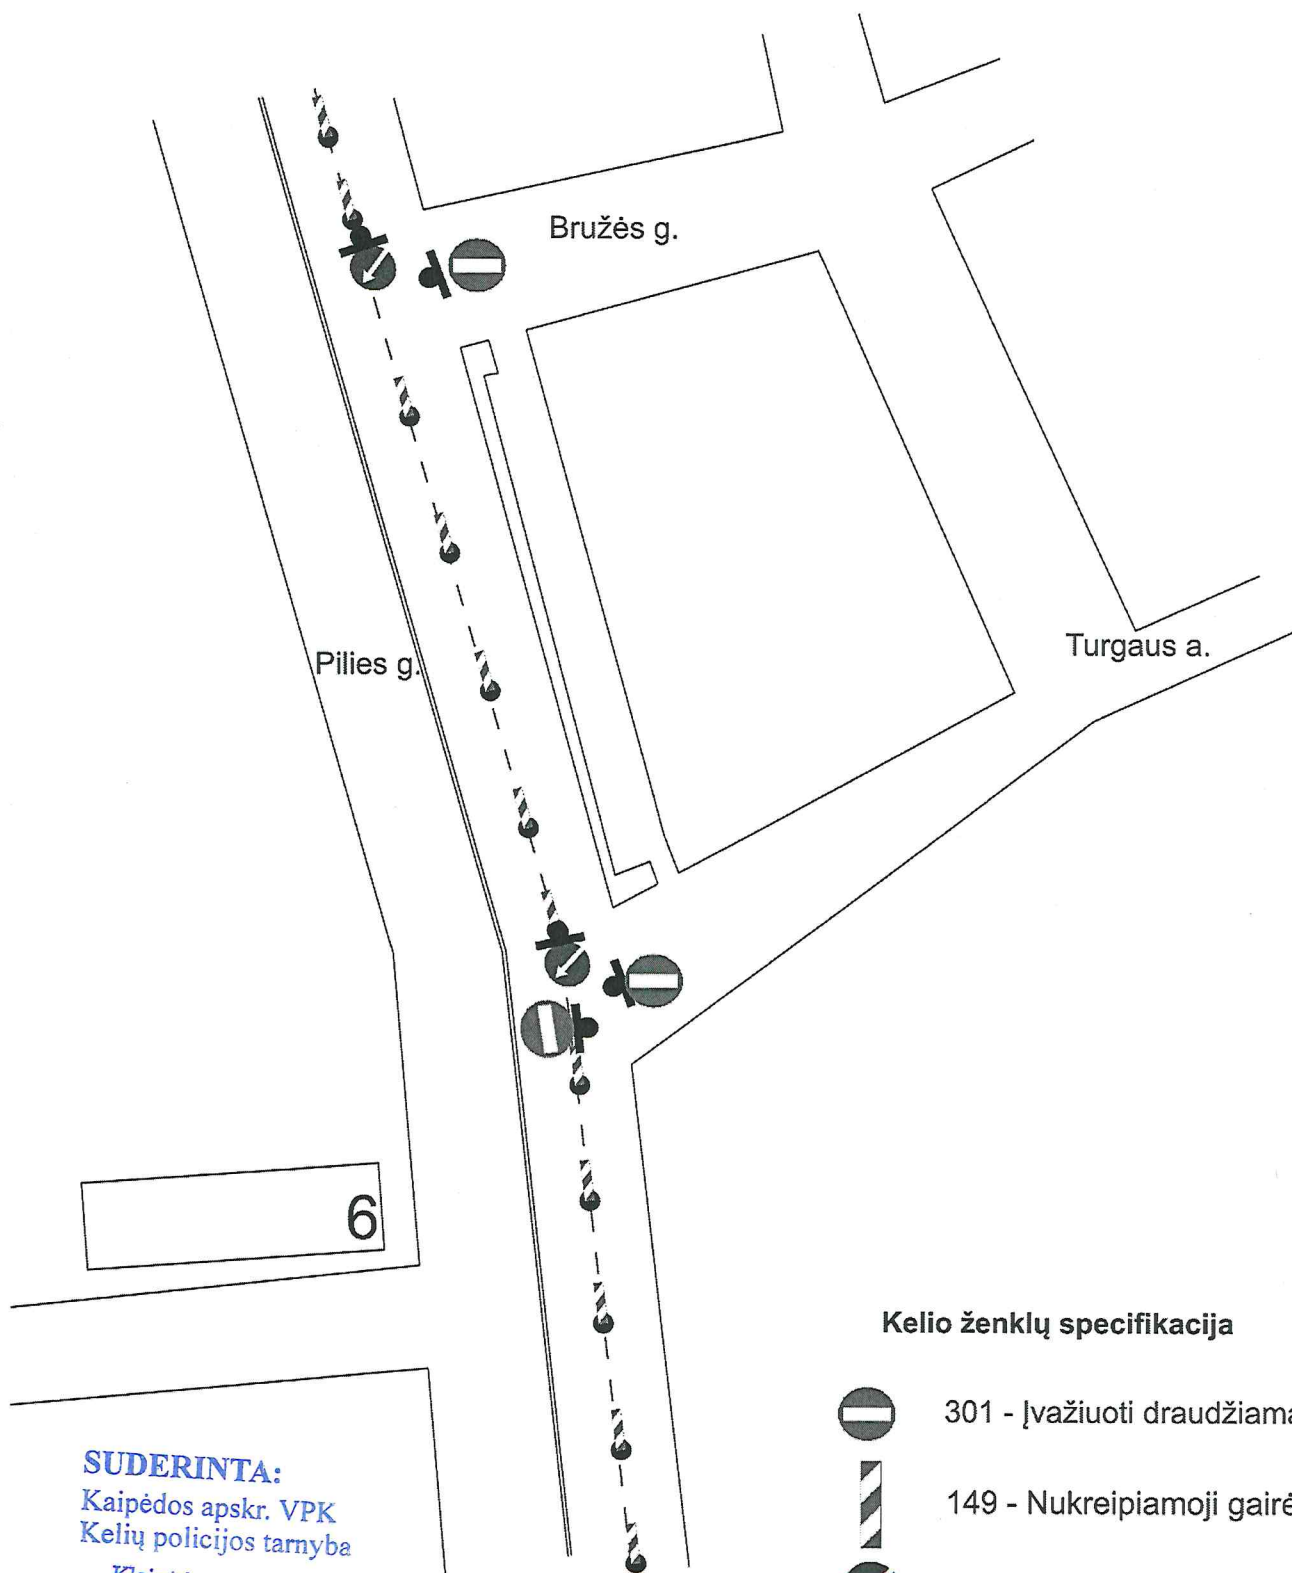 Bružės g.
Pilies g.
Turgaus a.
6
Kelio ženklų specifikacija
301 - Įvažiuoti draudžiama
149 - Nukreipiamoji gairė
SUDERINTA:
Kaipėdos apskr. VPK
Kelių policijos tarnyba